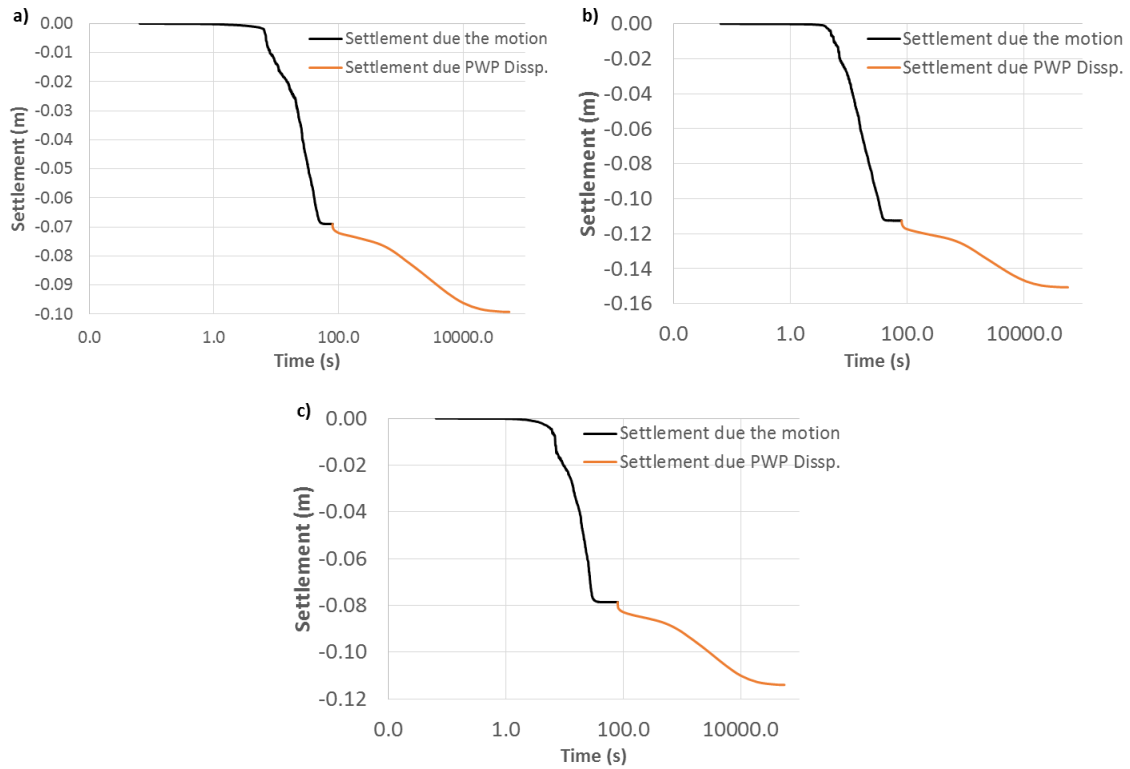 a)
Settlement due the motion
Settlement due PWP Dissp.
0.00
-0.01
-0.02
-0.03
-0.04
-0.05
-0.06
-0.07
-0.08
-0.09
-0.10
Settlement (m)
0.0 1.0 100.0 10000.0
Time (s)
b)
Settlement due the motion
Settlement due PWP Dissp.
0.00
-0.02
-0.04
-0.06
-0.08
-0.10
-0.12
-0.14
-0.16
Settlement (m)
0.0 1.0 100.0 10000.0
Time (s)
c)
Settlement due the motion
Settlement due PWP Dissp.
0.00
-0.02
-0.04
-0.06
-0.08
-0.10
-0.12
Settlement (m)
0.0 1.0 100.0 10000.0
Time (s)